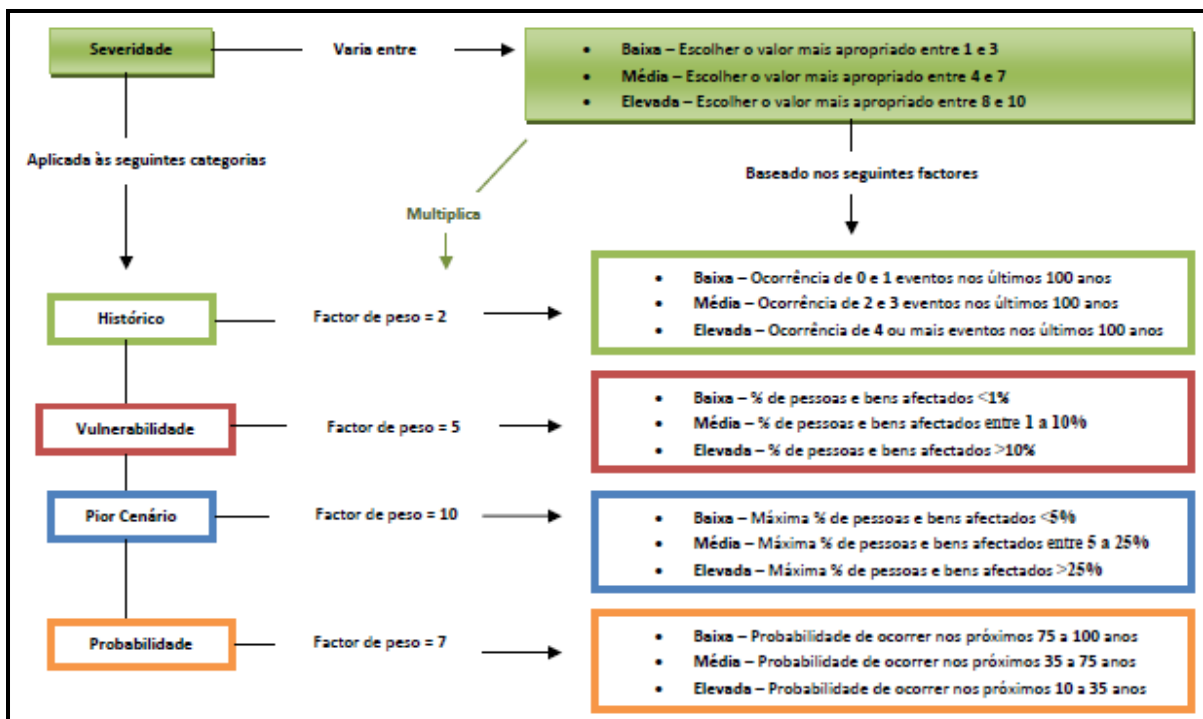 Severidade
Varia entre
• Baixa – Escolher o valor mais apropriado entre 1 e 3
• Média – Escolher o valor mais apropriado entre 4 e 7
• Elevada – Escolher o valor mais apropriado entre 8 e 10
Aplicada às seguintes categorias
Baseado nos seguintes factores
Multiplica
Histórico
Factor de peso = 2
• Baixa – Ocorrência de 0 e 1 eventos nos últimos 100 anos
• Média – Ocorrência de 2 e 3 eventos nos últimos 100 anos
• Elevada – Ocorrência de 4 ou mais eventos nos últimos 100 anos
Vulnerabilidade
Factor de peso = 5
• Baixa – % de pessoas e bens afectados <1%
• Média – % de pessoas e bens afectados entre 1 a 10%
• Elevada – % de pessoas e bens afectados >10%
Pior Cenário
Factor de peso = 10
• Baixa – Máxima % de pessoas e bens afectados <5%
• Média – Máxima % de pessoas e bens afectados entre 5 a 25%
• Elevada – Máxima % de pessoas e bens afectados >25%
Probabilidade
Factor de peso = 7
• Baixa – Probabilidade de ocorrer nos próximos 75 a 100 anos
• Média – Probabilidade de ocorrer nos próximos 35 a 75 anos
• Elevada – Probabilidade de ocorrer nos próximos 10 a 35 anos